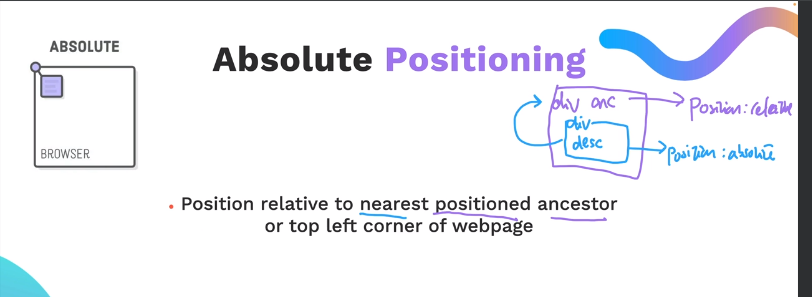 ABSOLUTE
Absolute Positioning
BROWSER
div anc
position: relative
div
desc
position: absolute
Position relative to nearest positioned ancestor
or top left corner of webpage